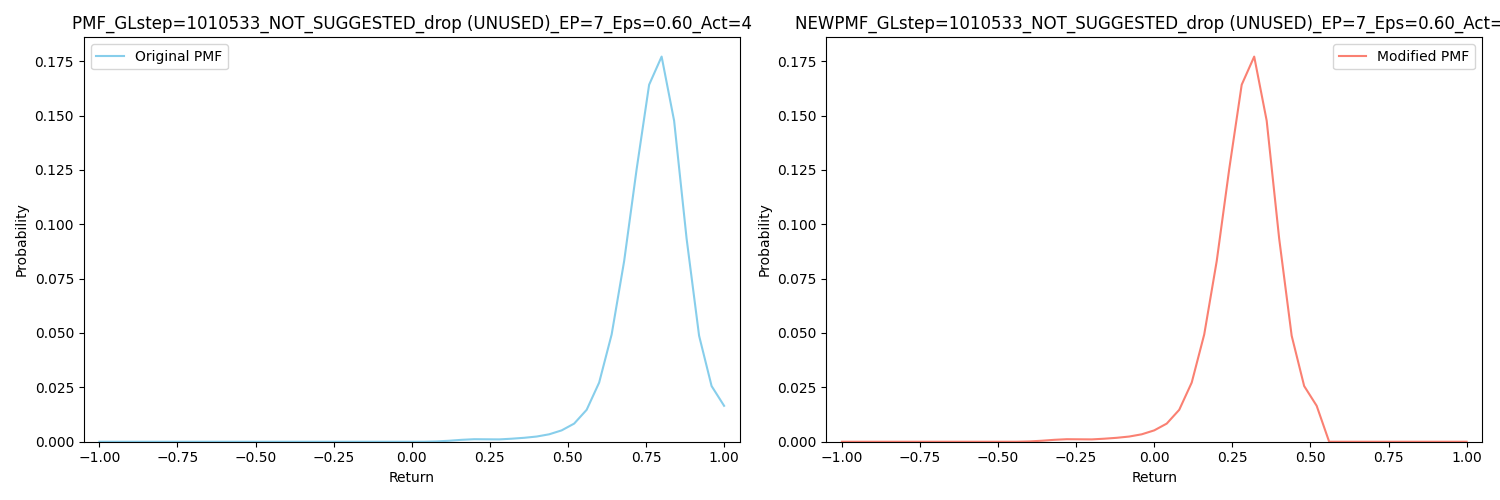 PMF_GLstep=1010533_NOT_SUGGESTED_drop (UNUSED)_EP=7_Eps=0.60_Act=4
Original PMF
0.175
0.150
0.125
0.100
0.075
0.050
0.025
0.000
Probability
−1.00 −0.75 −0.50 −0.25 0.00 0.25 0.50 0.75 1.00
Return
NEWPMF_GLstep=1010533_NOT_SUGGESTED_drop (UNUSED)_EP=7_Eps=0.60_Act=
Modified PMF
0.175
0.150
0.125
0.100
0.075
0.050
0.025
0.000
Probability
−1.00 −0.75 −0.50 −0.25 0.00 0.25 0.50 0.75 1.00
Return